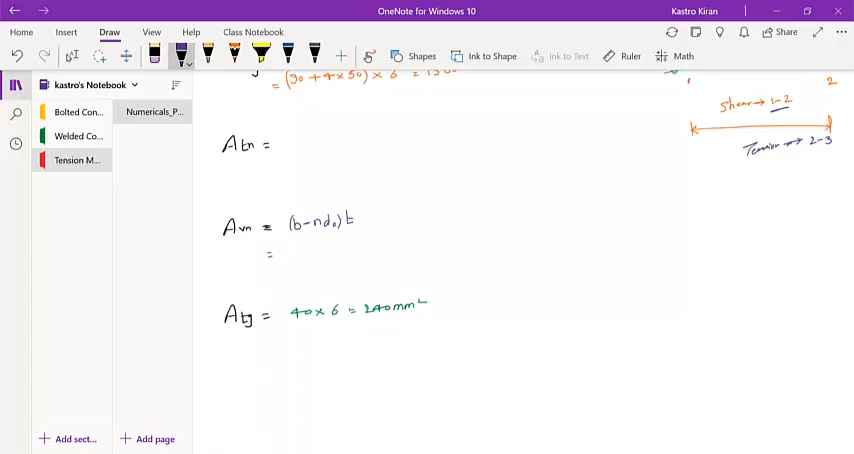 OneNote for Windows 10
Kastro Kiran
Home Insert Draw View Help Class Notebook
Share
Shapes Ink to Shape Ink to Text Ruler Math
kastro's Notebook
Bolted Con...
Numericals_P...
Welded Co...
Tension M...
= (30 + 4 x 50) x 6 =
1 2
Shear → 1-2
Tension → 2-3
Atn =
Avn = (b-nd₀)t
=
Atg = 40 x 6 = 240mm²
+ Add sect... + Add page